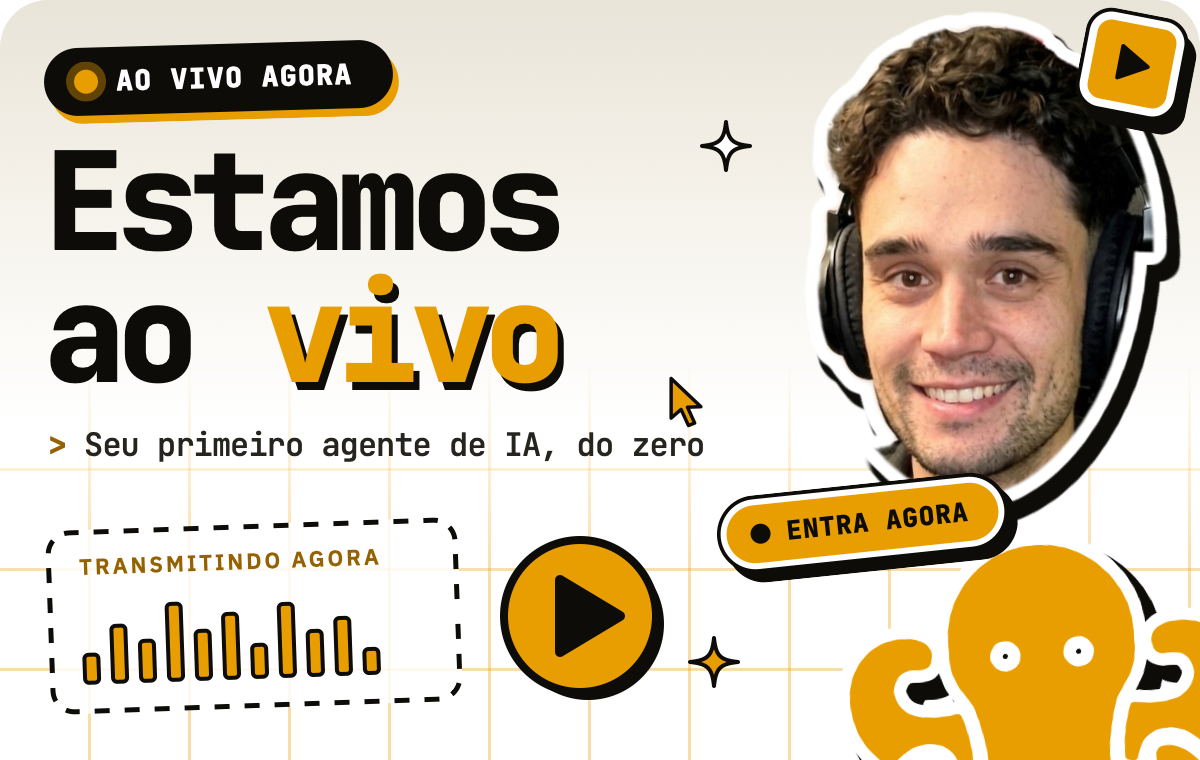 AO VIVO AGORA
Estamos
ao vivo
> Seu primeiro agente de IA, do zero
ENTRA AGORA
TRANSMITINDO AGORA